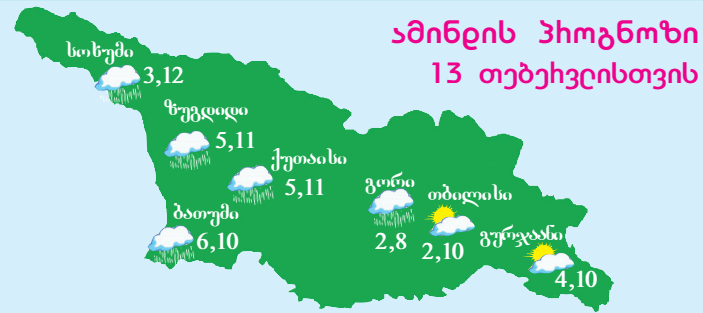 ამინდის პროგნოზი
13 თებერვლისთვის
სოხუმი
3,12
ზუგდიდი
5,11
ქუთაისი
5,11
გორი
2,8
თბილისი
2,10
ბათუმი
6,10
გურჯაანი
4,10